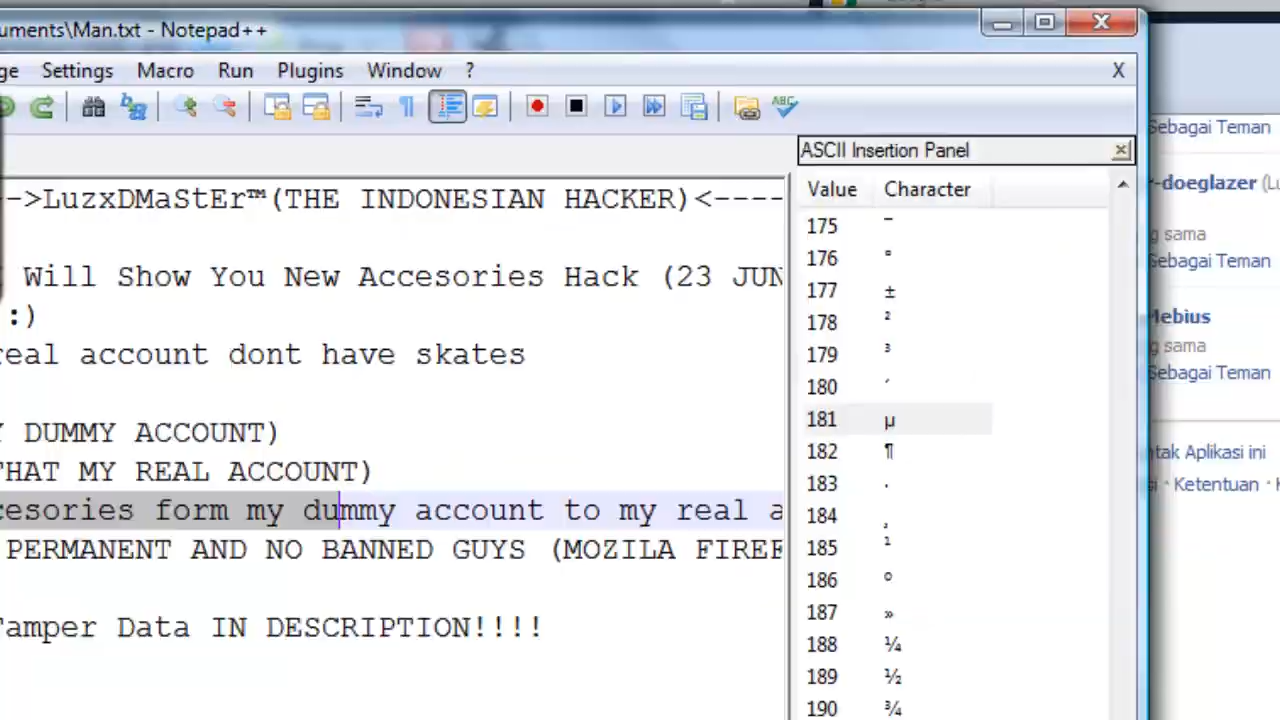 uments\Man.txt - Notepad++
ge Settings Macro Run Plugins Window ? X
ABC
ASCII Insertion Panel
Value Character
175 ¯
176 °
177 ±
178 ²
179 ³
180 ´
181 µ
182 ¶
183 ·
184 ¸
185 ¹
186 º
187 »
188 ¼
189 ½
190 ¾
-->LuzxDMaStEr™(THE INDONESIAN HACKER)<----
Will Show You New Accesories Hack (23 JUN
:)
real account dont have skates
Y DUMMY ACCOUNT)
THAT MY REAL ACCOUNT)
cesories form my dummy account to my real a
PERMANENT AND NO BANNED GUYS (MOZILA FIREF
Tamper Data IN DESCRIPTION!!!!
Sebagai Teman
r-doeglazer (Lu
g sama
Sebagai Teman
Mebius
g sama
Sebagai Teman
ntak Aplikasi ini
si · Ketentuan · K